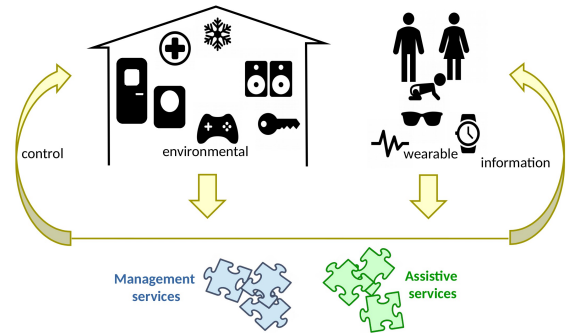 control
environmental
wearable
information
Management
services
Assistive
services